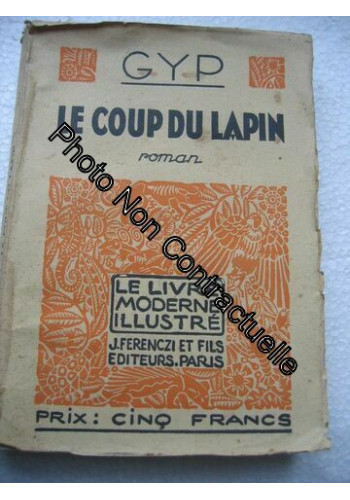 GYP
LE COUP DU LAPIN
roman
Photo Non Contractuelle
LE LIVRE
MODERNE
ILLUSTRÉ
J. FERENCZI ET FILS
EDITEURS. PARIS
PRIX: CINQ FRANCS